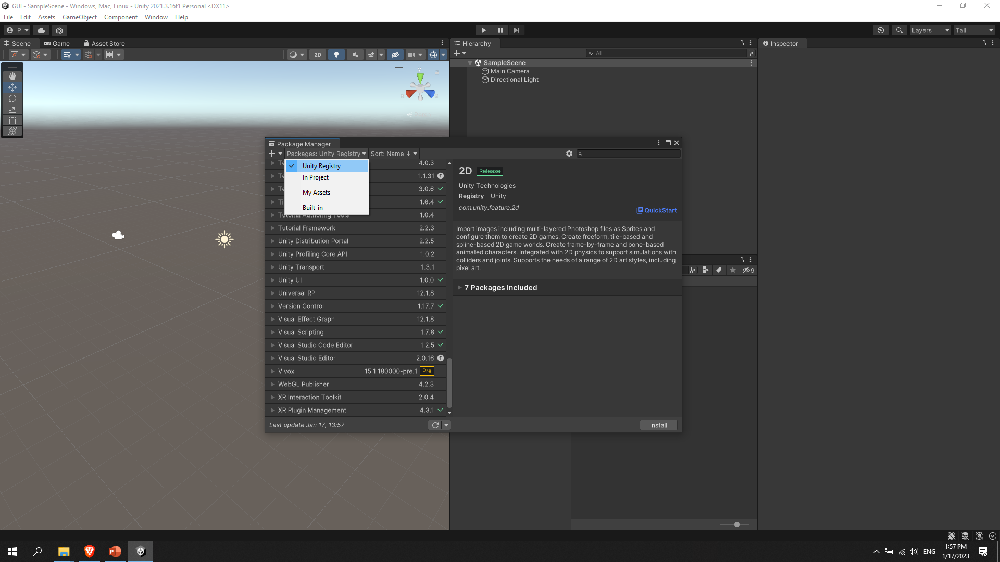 GUI - SampleScene - Windows, Mac, Linux - Unity 2021.3.16f1 Personal <DX11>
File Edit Assets GameObject Component Window Help
P Layers Tall
Scene Game Asset Store
2D
Hierarchy
All
SampleScene
Main Camera
Directional Light
Inspector
y
9
Package Manager
Packages: Unity Registry Sort: Name
Unity Registry
In Project
My Assets
Built-in
Te 4.0.3
Te 1.1.31
Te 3.0.6
Ti 1.6.4
Tutorial Authoring Tools 1.0.4
Tutorial Framework 2.2.3
Unity Distribution Portal 2.2.5
Unity Profiling Core API 1.0.2
Unity Transport 1.3.1
Unity UI 1.0.0
Universal RP 12.1.8
Version Control 1.17.7
Visual Effect Graph 12.1.8
Visual Scripting 1.7.8
Visual Studio Code Editor 1.2.5
Visual Studio Editor 2.0.16
Vivox 15.1.180000-pre.1 Pre
WebGL Publisher 4.2.3
XR Interaction Toolkit 2.0.4
XR Plugin Management 4.3.1
Last update Jan 17, 13:57
2D Release
Unity Technologies
Registry Unity
com.unity.feature.2d
QuickStart
Import images including multi-layered Photoshop files as Sprites and
configure them to create 2D games. Create freeform, tile-based and
spline-based 2D game worlds. Create frame-by-frame and bone-based
animated characters. Integrated with 2D physics to support simulations with
colliders and joints. Supports the needs of a range of 2D art styles, including
pixel art.
7 Packages Included
Install
P
ENG
1:57 PM
1/17/2023